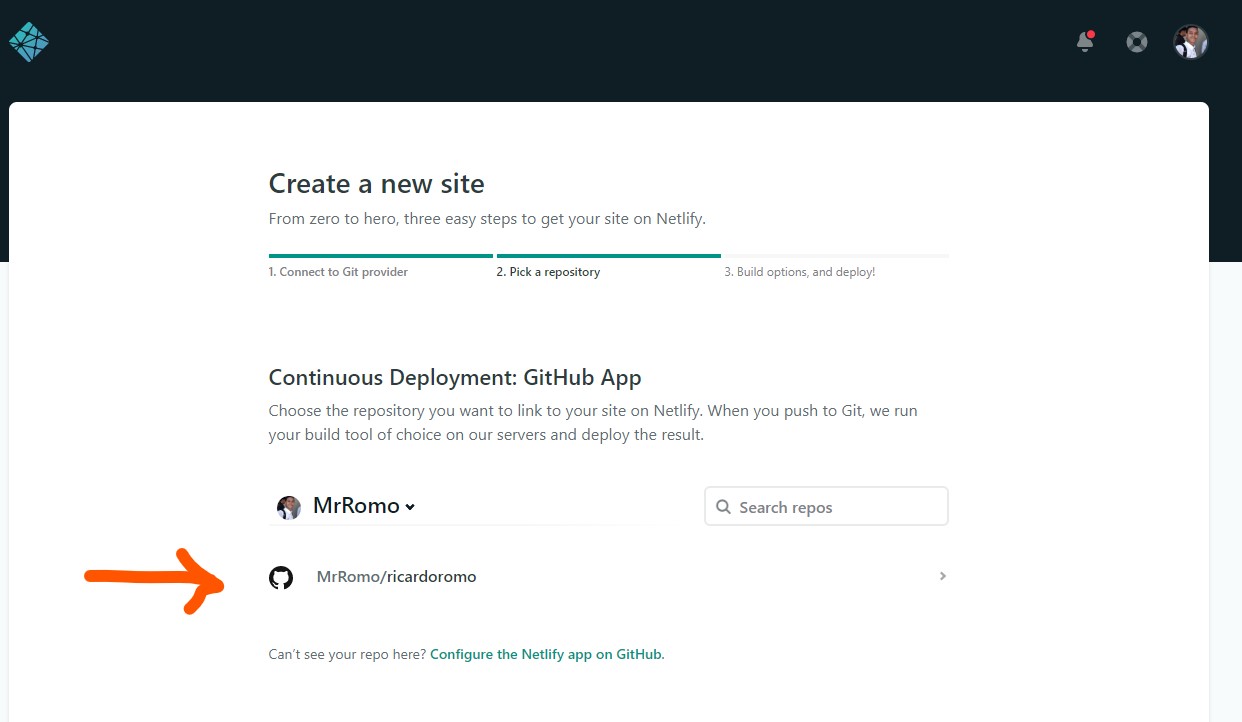 Create a new site
From zero to hero, three easy steps to get your site on Netlify.
1. Connect to Git provider
2. Pick a repository
3. Build options, and deploy!
Continuous Deployment: GitHub App
Choose the repository you want to link to your site on Netlify. When you push to Git, we run
your build tool of choice on our servers and deploy the result.
MrRomo
Search repos
MrRomo/ricardoromo
Can't see your repo here? Configure the Netlify app on GitHub.